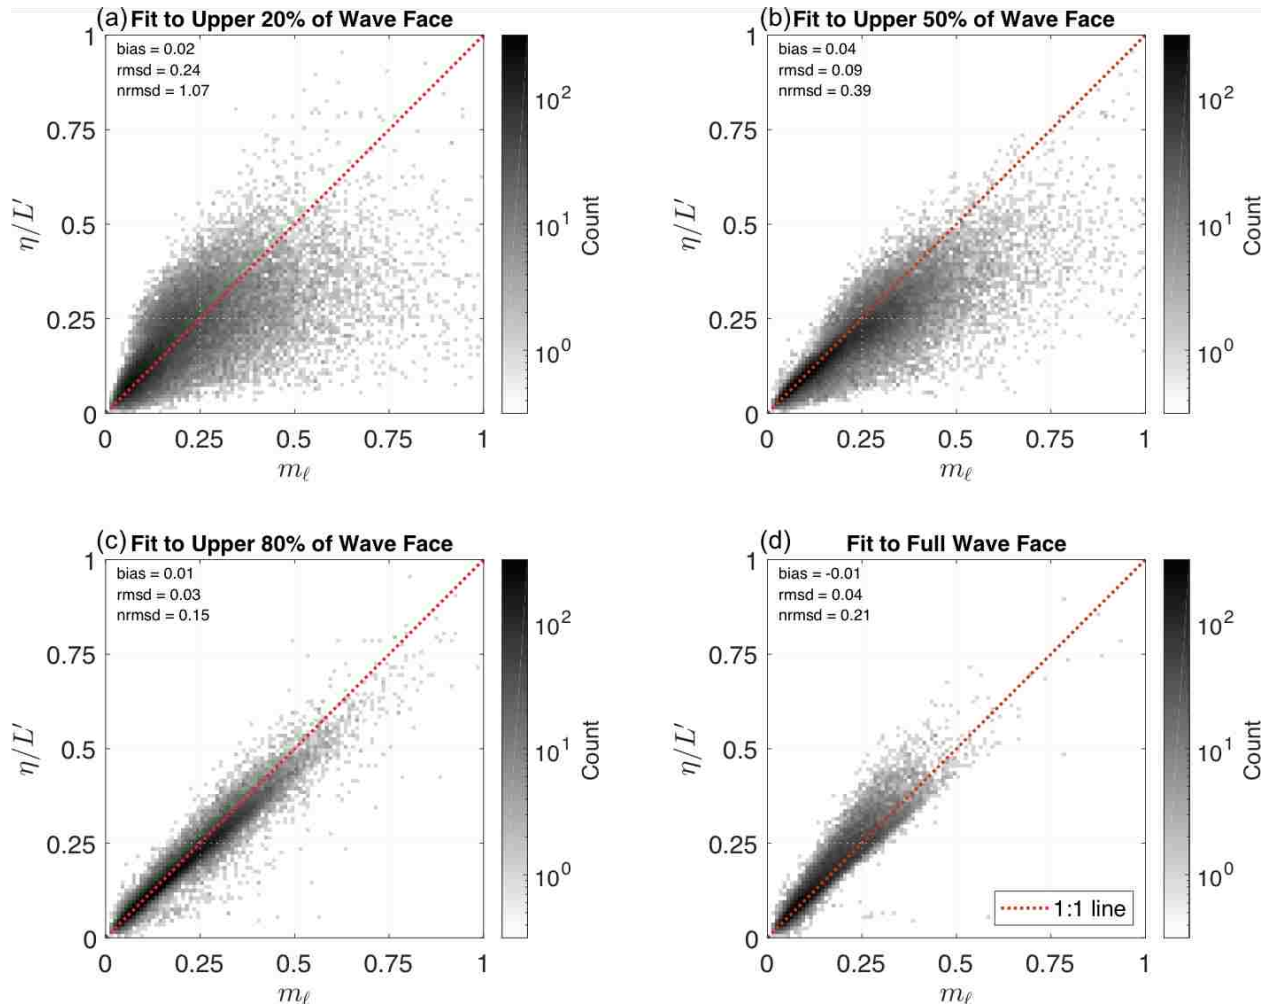 (a) Fit to Upper 20% of Wave Face
bias = 0.02
rmsd = 0.24
nrmsd = 1.07
1
0.75
0.5
0.25
0
0 0.25 0.5 0.75 1
η/L′
m_ℓ
10^2
10^1
10^0
Count
(b) Fit to Upper 50% of Wave Face
bias = 0.04
rmsd = 0.09
nrmsd = 0.39
1
0.75
0.5
0.25
0
0 0.25 0.5 0.75 1
η/L′
m_ℓ
10^2
10^1
10^0
Count
(c) Fit to Upper 80% of Wave Face
bias = 0.01
rmsd = 0.03
nrmsd = 0.15
1
0.75
0.5
0.25
0
0 0.25 0.5 0.75 1
η/L′
m_ℓ
10^2
10^1
10^0
Count
(d) Fit to Full Wave Face
bias = -0.01
rmsd = 0.04
nrmsd = 0.21
1
0.75
0.5
0.25
0
0 0.25 0.5 0.75 1
η/L′
m_ℓ
1:1 line
10^2
10^1
10^0
Count